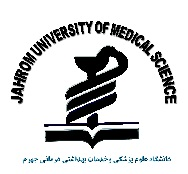 JAHROM UNIVERSITY OF MEDICAL SCIENCE
دانشگاه علوم پزشکی و خدمات بهداشتی درمانی جهرم